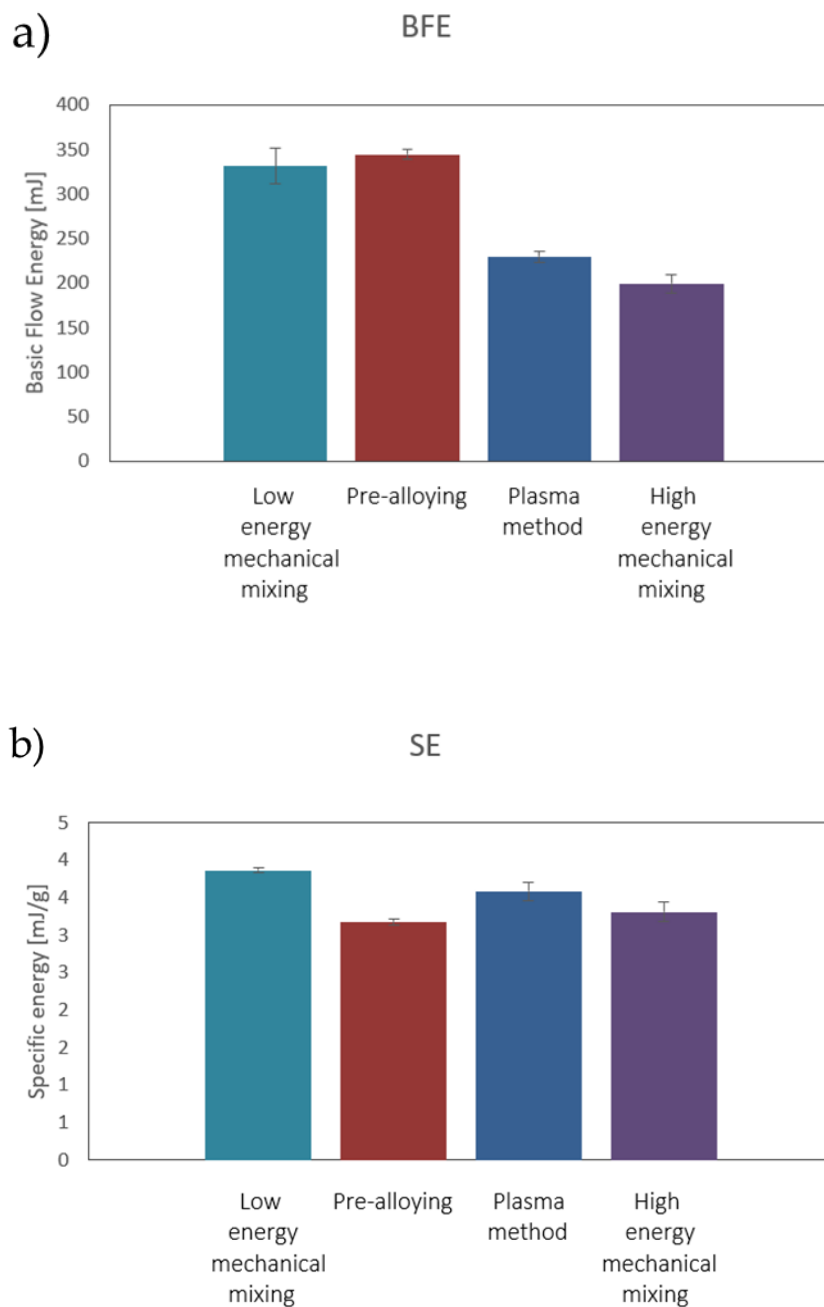 a)
BFE
Basic Flow Energy [mJ]
400
350
300
250
200
150
100
50
0
Low
energy
mechanical
mixing
Pre-alloying
Plasma
method
High
energy
mechanical
mixing
b)
SE
Specific energy [mJ/g]
5
4
4
3
3
2
2
1
1
0
Low
energy
mechanical
mixing
Pre-alloying
Plasma
method
High
energy
mechanical
mixing